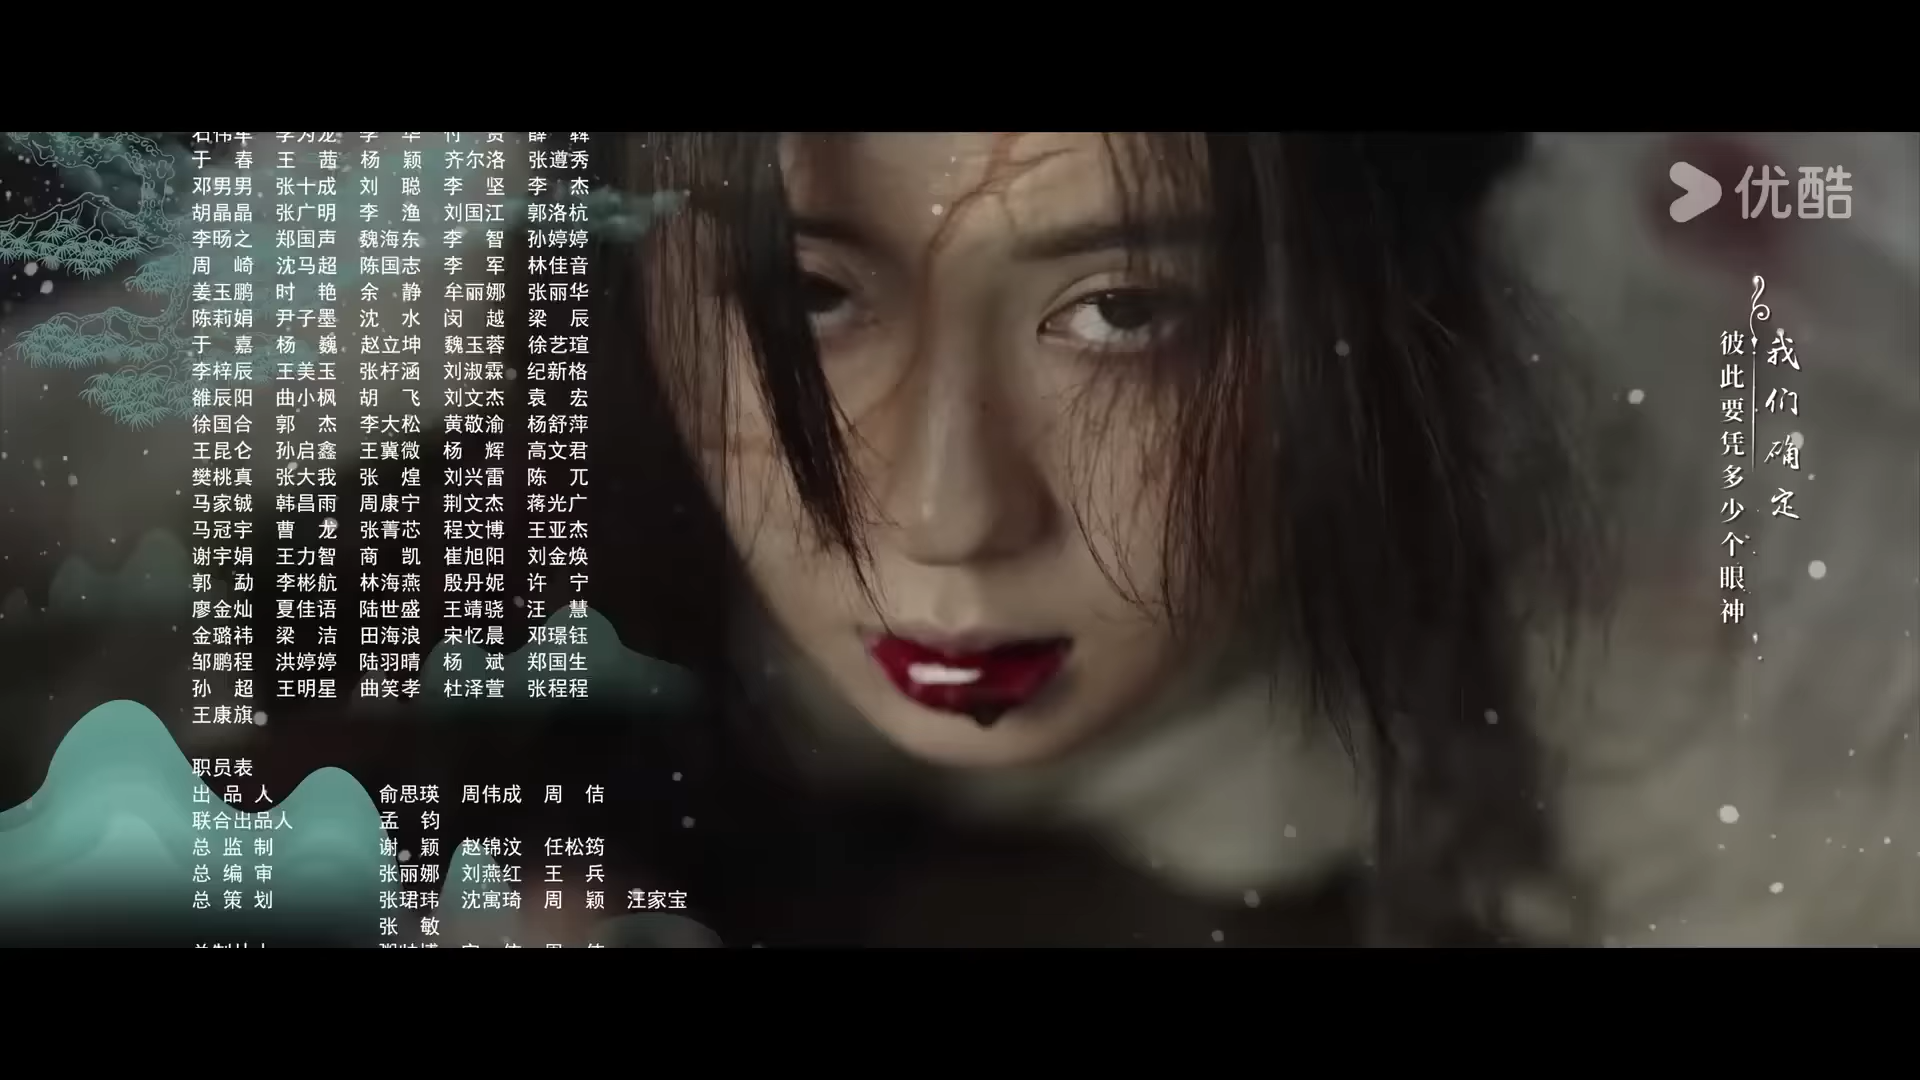 于　春　王　茜　杨　颖　齐尔洛　张遵秀
邓男男　张十成　刘　聪　李　坚　李　杰
胡晶晶　张广明　李　渔　刘国江　郭洛杭
李旸之　郑国声　魏海东　李　智　孙婷婷
周　崎　沈马超　陈国志　李　军　林佳音
姜玉鹏　时　艳　余　静　牟丽娜　张丽华
陈莉娟　尹子墨　沈　水　闵　越　梁　辰
于　嘉　杨　巍　赵立坤　魏玉蓉　徐艺瑄
李梓辰　王美玉　张杍涵　刘淑霖　纪新格
雒辰阳　曲小枫　胡　飞　刘文杰　袁　宏
徐国合　郭　杰　李大松　黄敬渝　杨舒萍
王昆仑　孙启鑫　王冀微　杨　辉　高文君
樊桃真　张大我　张　煌　刘兴雷　陈　兀
马家铖　韩昌雨　周康宁　荆文杰　蒋光广
马冠宇　曹　龙　张菁芯　程文博　王亚杰
谢宇娟　王力智　商　凯　崔旭阳　刘金焕
郭　勐　李彬航　林海燕　殷丹妮　许　宁
廖金灿　夏佳语　陆世盛　王靖骁　汪　慧
金璐祎　梁　洁　田海浪　宋忆晨　邓璟钰
邹鹏程　洪婷婷　陆羽晴　杨　斌　郑国生
孙　超　王明星　曲笑孝　杜泽萱　张程程
王康旗
职员表
出 品 人　俞思瑛　周伟成　周　佶
联合出品人　孟　钧
总 监 制　谢　颖　赵锦汶　任松筠
总 编 审　张丽娜　刘燕红　王　兵
总 策 划　张珺玮　沈寓琦　周　颖　汪家宝
张　敏
优酷
我们确定
彼此要凭多少个眼神